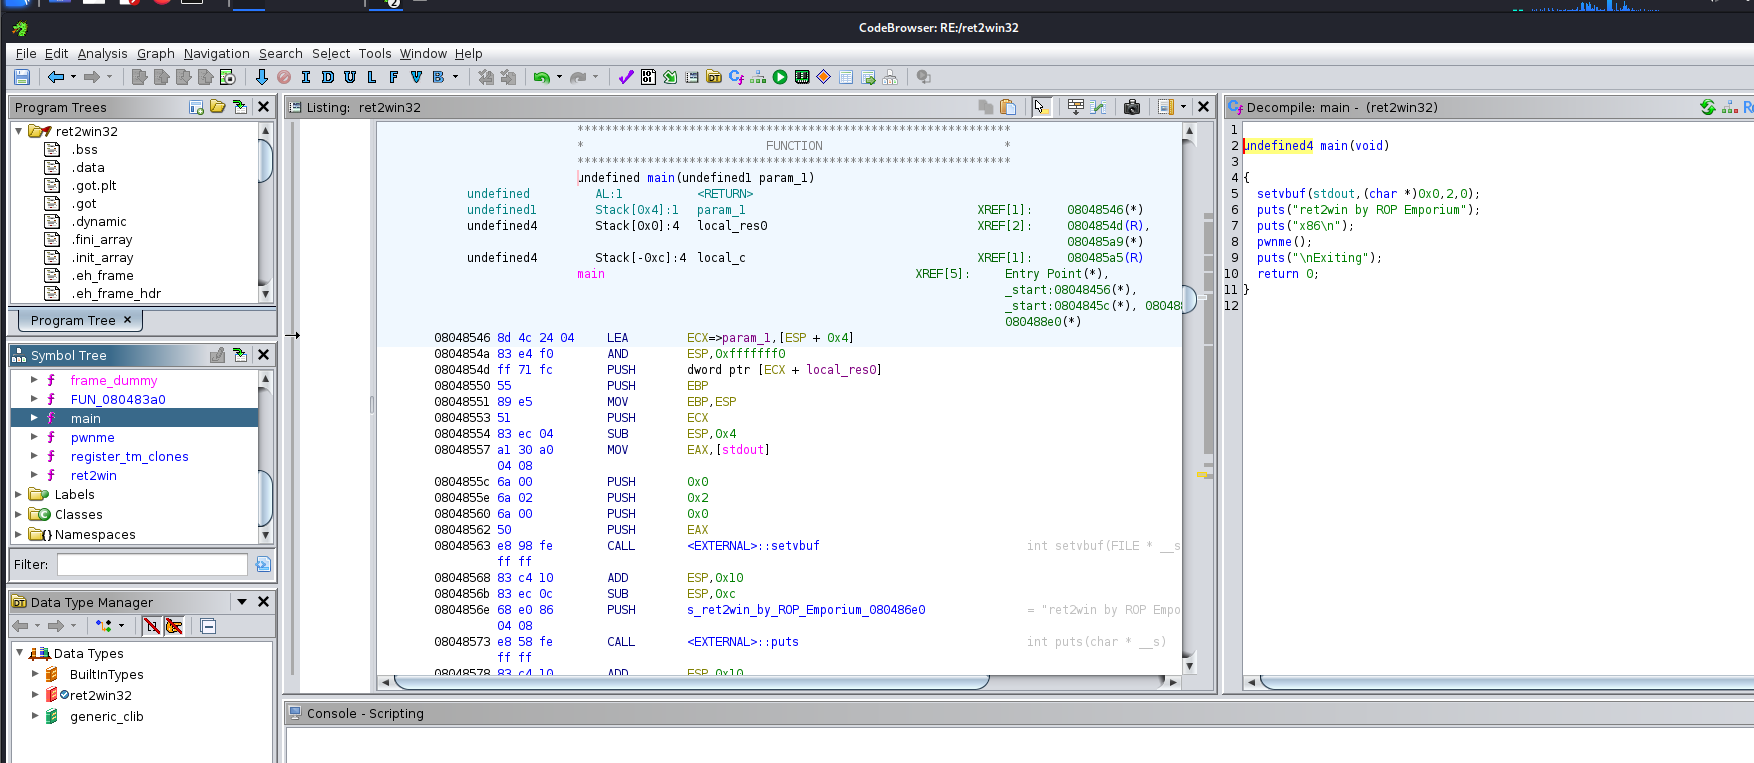 2
CodeBrowser: RE:/ret2win32
File Edit Analysis Graph Navigation Search Select Tools Window Help
I D U L F V B
Program Trees
ret2win32
.bss
.data
.got.plt
.got
.dynamic
.fini_array
.init_array
.eh_frame
.eh_frame_hdr
Program Tree ×
Symbol Tree
f frame_dummy
f FUN_080483a0
f main
f pwnme
f register_tm_clones
f ret2win
Labels
Classes
Namespaces
Filter:
Data Type Manager
Data Types
BuiltInTypes
ret2win32
generic_clib
Listing: ret2win32
**************************************************************
* FUNCTION *
**************************************************************
undefined main(undefined1 param_1)
undefined AL:1 <RETURN>
undefined1 Stack[0x4]:1 param_1 XREF[1]: 08048546(*)
undefined4 Stack[0x0]:4 local_res0 XREF[2]: 0804854d(R),
080485a9(*)
undefined4 Stack[-0xc]:4 local_c XREF[1]: 080485a5(R)
main XREF[5]: Entry Point(*),
_start:08048456(*),
_start:0804845c(*), 08048
080488e0(*)
08048546 8d 4c 24 04 LEA ECX=>param_1,[ESP + 0x4]
0804854a 83 e4 f0 AND ESP,0xfffffff0
0804854d ff 71 fc PUSH dword ptr [ECX + local_res0]
08048550 55 PUSH EBP
08048551 89 e5 MOV EBP,ESP
08048553 51 PUSH ECX
08048554 83 ec 04 SUB ESP,0x4
08048557 a1 30 a0 MOV EAX,[stdout]
04 08
0804855c 6a 00 PUSH 0x0
0804855e 6a 02 PUSH 0x2
08048560 6a 00 PUSH 0x0
08048562 50 PUSH EAX
08048563 e8 98 fe CALL <EXTERNAL>::setvbuf int setvbuf(FILE * __s
ff ff
08048568 83 c4 10 ADD ESP,0x10
0804856b 83 ec 0c SUB ESP,0xc
0804856e 68 e0 86 PUSH s_ret2win_by_ROP_Emporium_080486e0 = "ret2win by ROP Empo
04 08
08048573 e8 58 fe CALL <EXTERNAL>::puts int puts(char * __s)
ff ff
08048578 83 c4 10 ADD ESP,0x10
Decompile: main - (ret2win32)
1
2 undefined4 main(void)
3
4 {
5 setvbuf(stdout,(char *)0x0,2,0);
6 puts("ret2win by ROP Emporium");
7 puts("x86\n");
8 pwnme();
9 puts("\nExiting");
10 return 0;
11 }
12
Console - Scripting